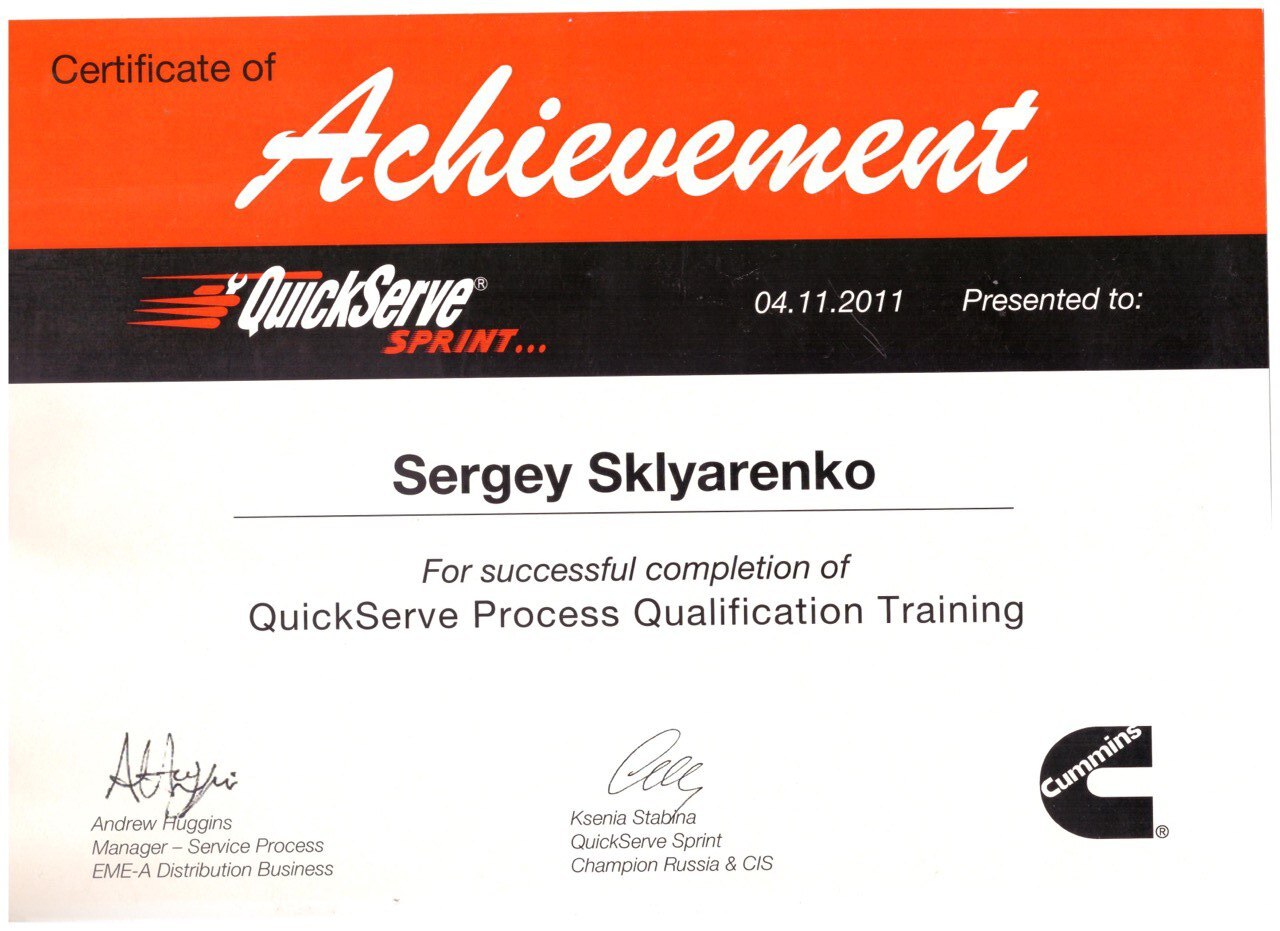 Certificate of
Achievement
QuickServe®
SPRINT...
04.11.2011 Presented to:
Sergey Sklyarenko
For successful completion of
QuickServe Process Qualification Training
Andrew Huggins
Manager – Service Process
EME-A Distribution Business
Ksenia Stabina
QuickServe Sprint
Champion Russia & CIS
Cummins
®